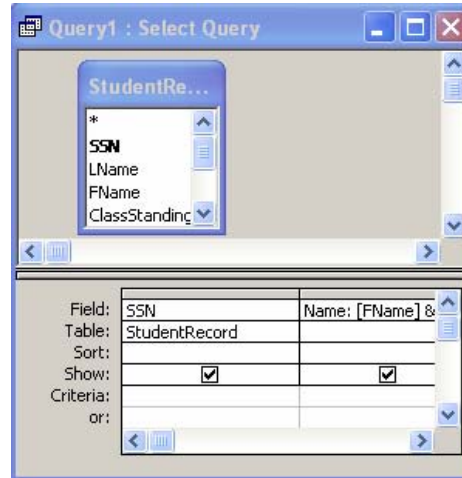 Query1 : Select Query
StudentRe...
*
SSN
LName
FName
ClassStanding
Field: SSN Name: [FName] &
Table: StudentRecord
Sort:
Show:
Criteria:
or: